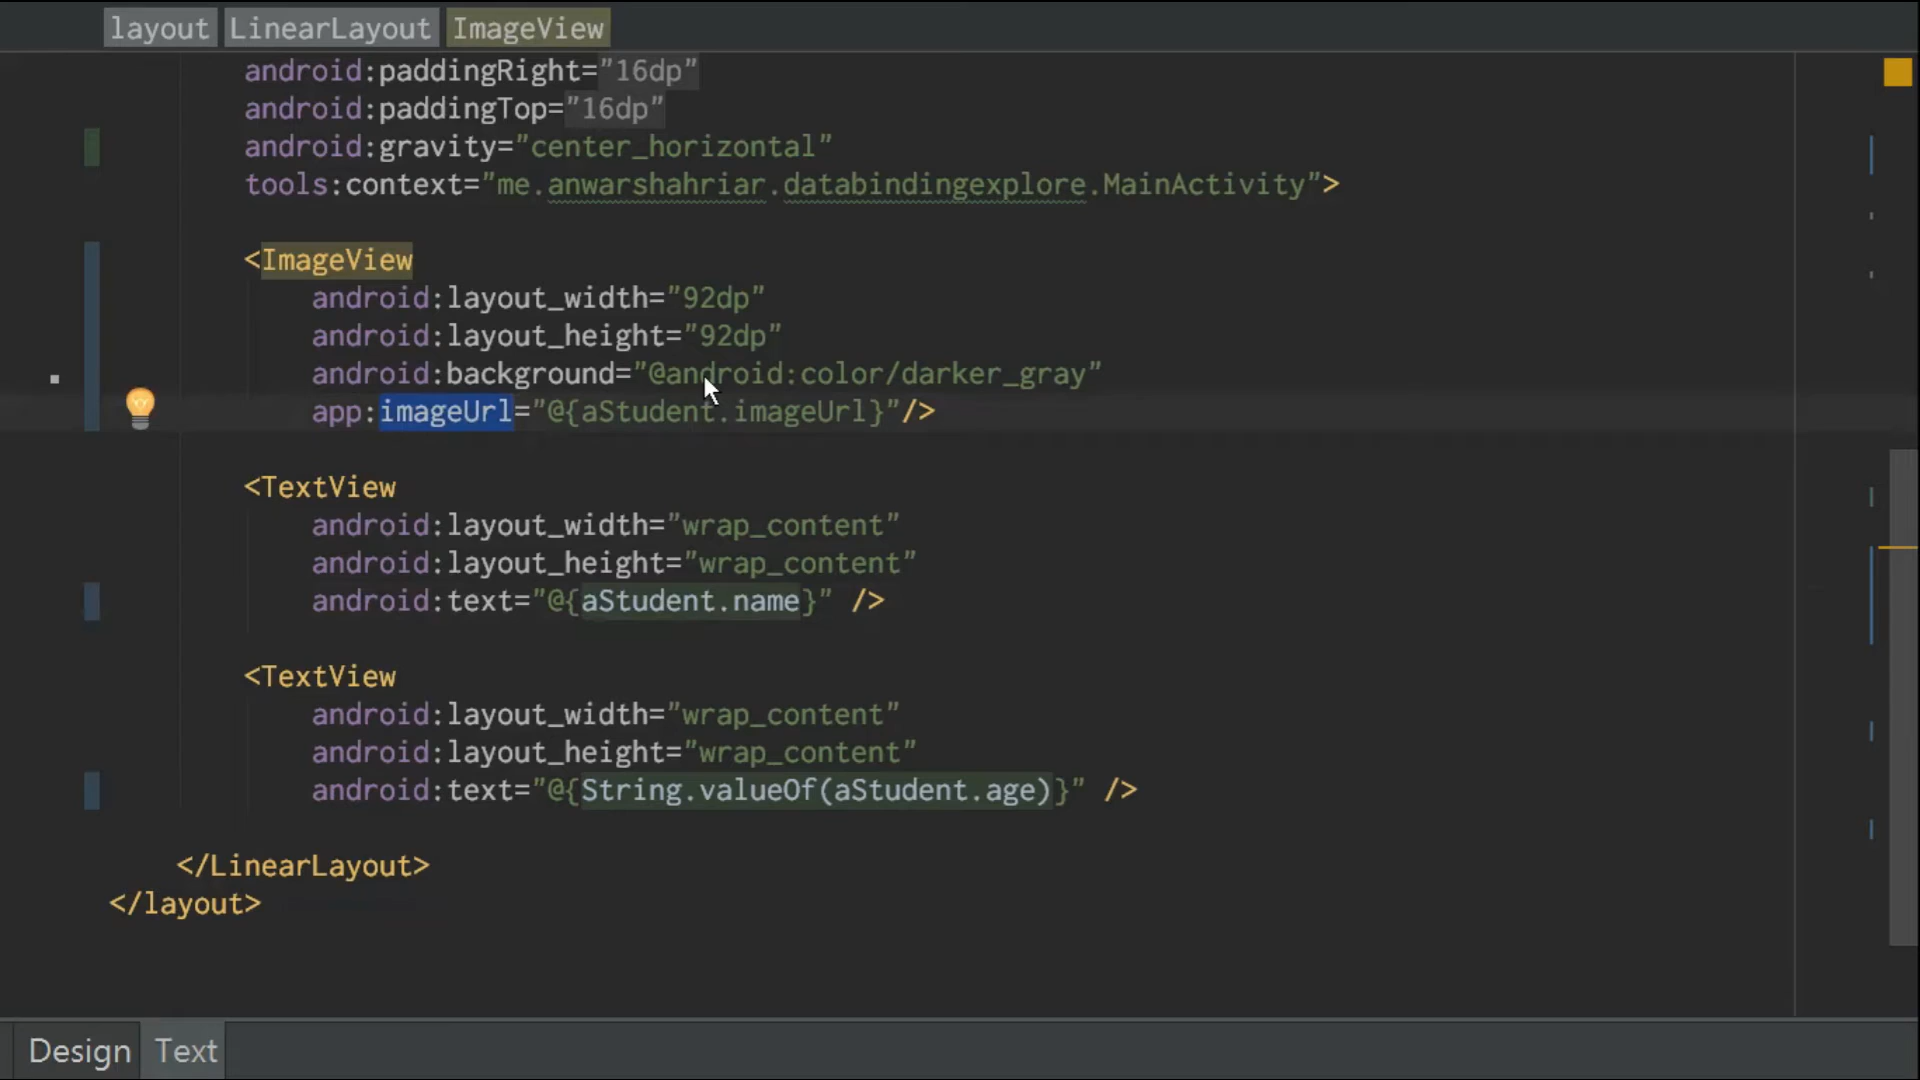 layout LinearLayout ImageView
android:paddingRight="16dp"
android:paddingTop="16dp"
android:gravity="center_horizontal"
tools:context="me.anwarshahriar.databindingexplore.MainActivity">
<ImageView
android:layout_width="92dp"
android:layout_height="92dp"
android:background="@android:color/darker_gray"
app:imageUrl="@{aStudent.imageUrl}"/>
<TextView
android:layout_width="wrap_content"
android:layout_height="wrap_content"
android:text="@{aStudent.name}" />
<TextView
android:layout_width="wrap_content"
android:layout_height="wrap_content"
android:text="@{String.valueOf(aStudent.age)}" />
</LinearLayout>
</layout>
Design Text